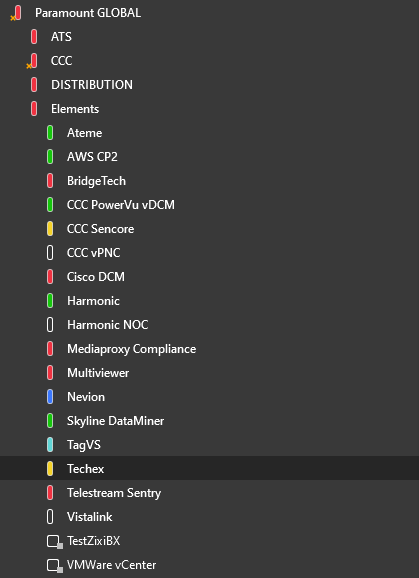 Paramount GLOBAL
ATS
CCC
DISTRIBUTION
Elements
Ateme
AWS CP2
BridgeTech
CCC PowerVu vDCM
CCC Sencore
CCC vPNC
Cisco DCM
Harmonic
Harmonic NOC
Mediaproxy Compliance
Multiviewer
Nevion
Skyline DataMiner
TagVS
Techex
Telestream Sentry
Vistalink
TestZixiBX
VMWare vCenter